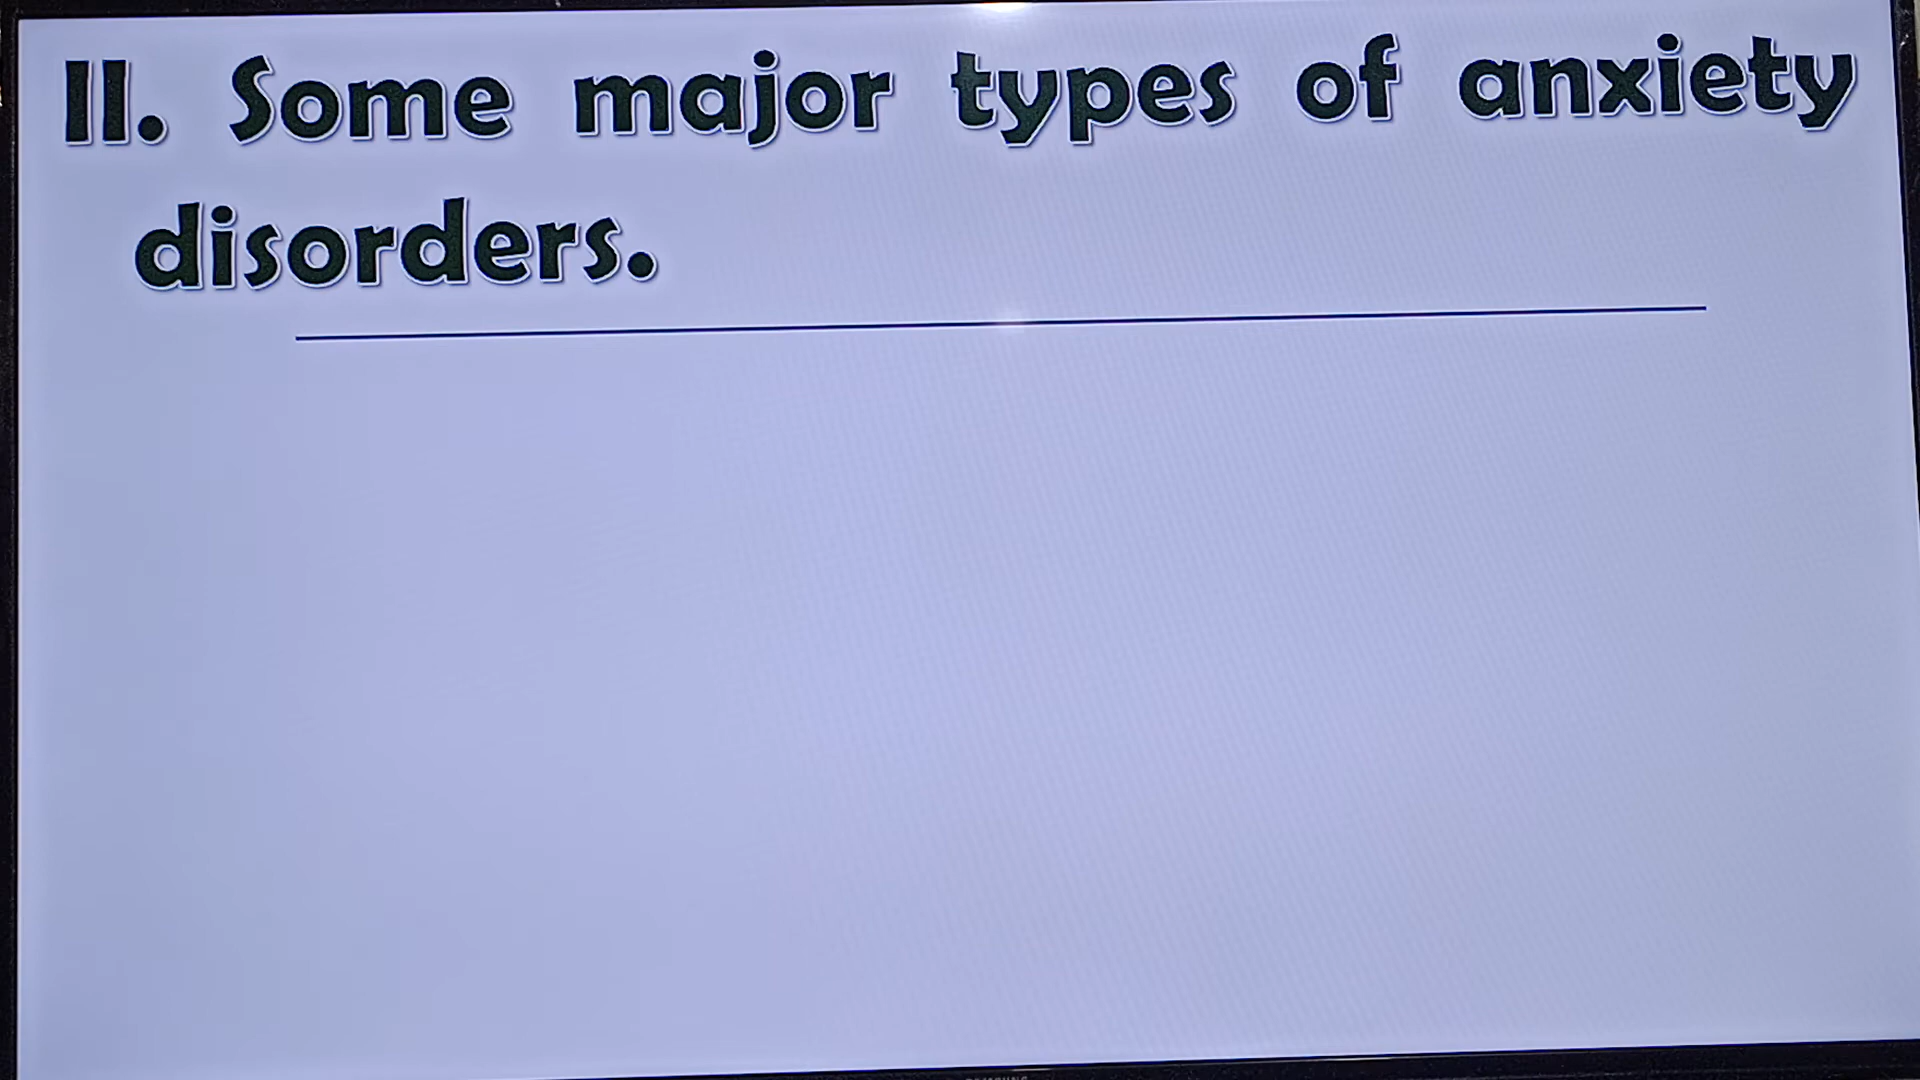 II. Some major types of anxiety
disorders.